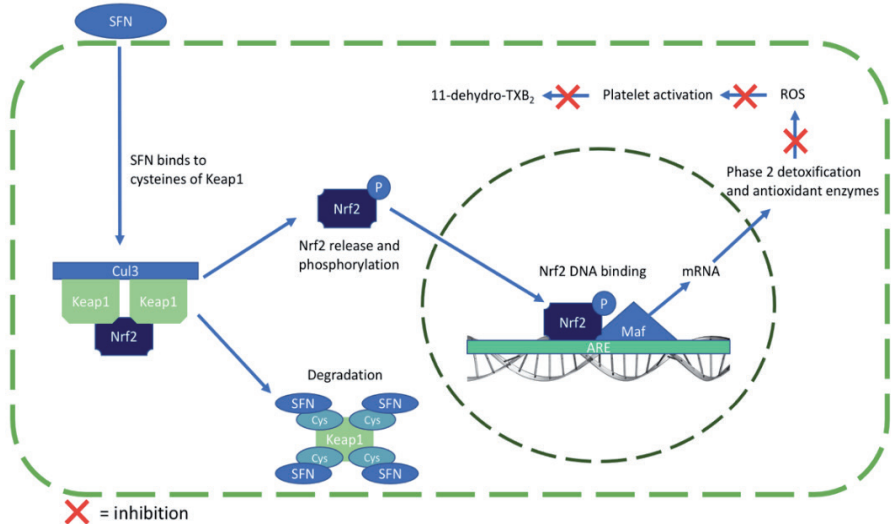 SFN
11-dehydro-TXB₂
Platelet activation
ROS
SFN binds to
cysteines of Keap1
Phase 2 detoxification
and antioxidant enzymes
P
Nrf2
Nrf2 release and
phosphorylation
Cul3
Keap1
Keap1
Nrf2
Nrf2 DNA binding
mRNA
P
Nrf2
Maf
ARE
Degradation
SFN
SFN
Cys
Cys
Keap1
Cys
Cys
SFN
SFN
= inhibition